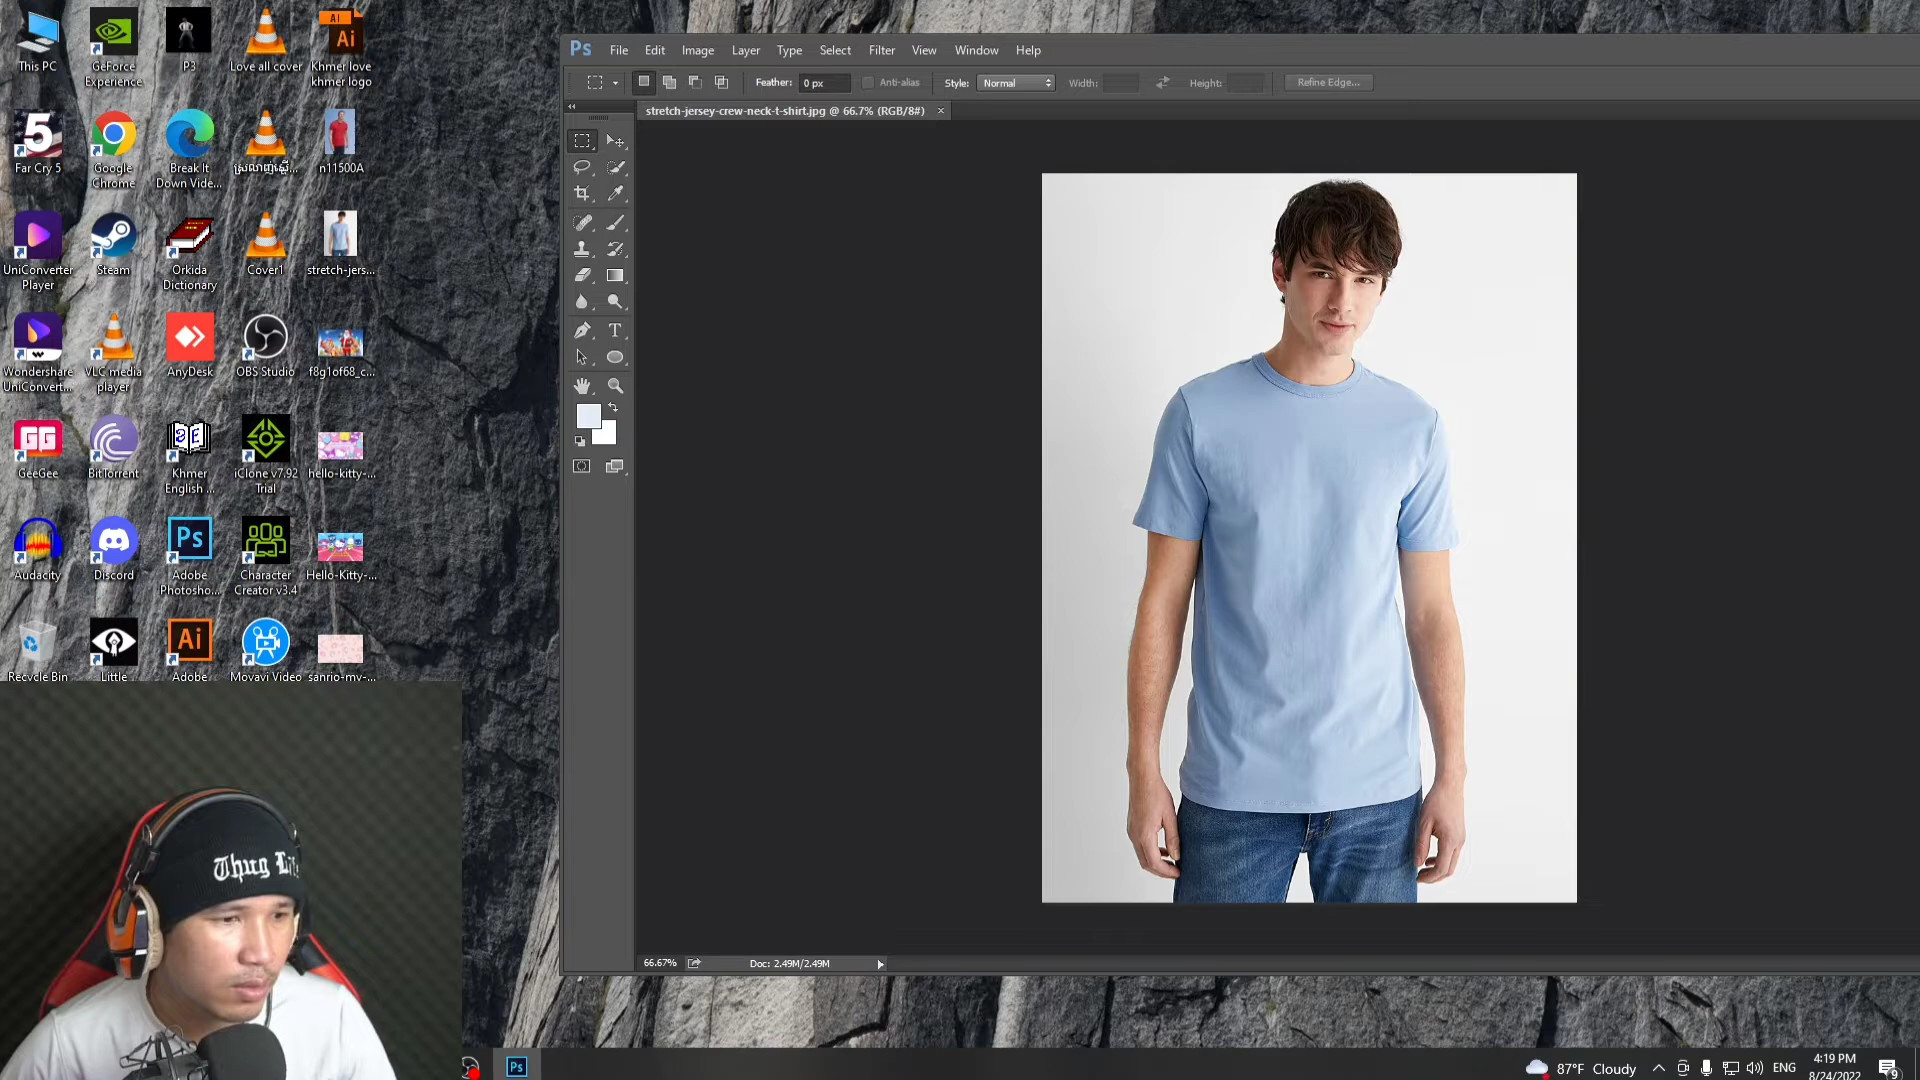 This PC
GeForce
Experience
P3
Love all cover
Khmer love
khmer logo
Far Cry 5
Google
Chrome
Break It
Down Vide...
n11500A
UniConverter
Player
Steam
Orkida
Dictionary
Cover1
stretch-jers...
Wondershare
UniConvert...
VLC media
player
AnyDesk
OBS Studio
f8g1of68_c...
GeeGee
BitTorrent
Khmer
English ...
iClone v7.92
Trial
hello-kitty-...
Audacity
Discord
Adobe
Photosho...
Character
Creator v3.4
Hello-Kitty-...
Recycle Bin
Little
Adobe
Movavi Video
sanrio-my-...
Ps File Edit Image Layer Type Select Filter View Window Help
Feather: 0 px Anti-alias Style: Normal Width: Height: Refine Edge...
stretch-jersey-crew-neck-t-shirt.jpg @ 66.7% (RGB/8#) ×
66.67% Doc: 2.49M/2.49M
Thug Life
Ps
87°F Cloudy ENG 4:19 PM
8/24/2022
9